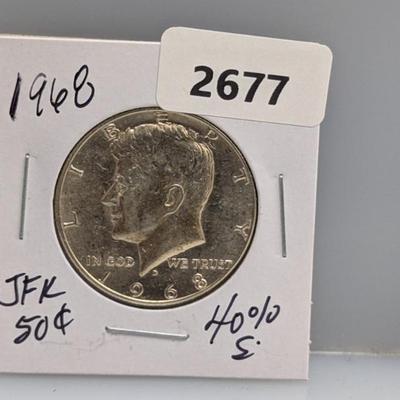 2677
1968
LIBERTY
IN GOD WE TRUST
D
1968
JFK
50¢
40%
S.